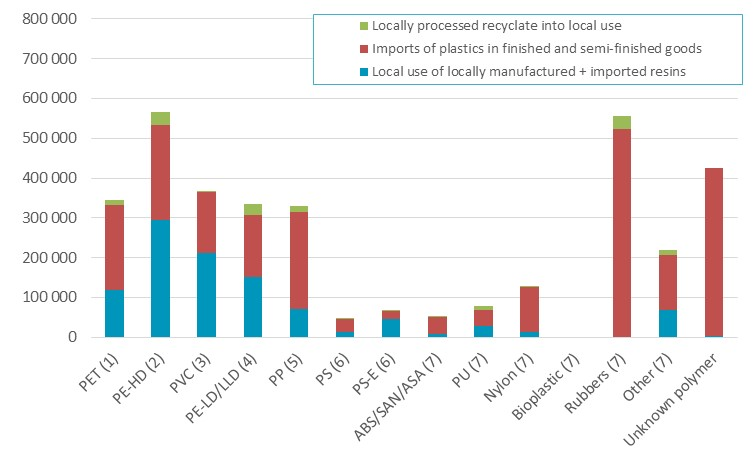 800 000
700 000
600 000
500 000
400 000
300 000
200 000
100 000
0
Locally processed recyclate into local use
Imports of plastics in finished and semi-finished goods
Local use of locally manufactured + imported resins
PET (1)
PE-HD (2)
PVC (3)
PE-LD/LLD (4)
PP (5)
PS (6)
PS-E (6)
ABS/SAN/ASA (7)
PU (7)
Nylon (7)
Bioplastic (7)
Rubbers (7)
Other (7)
Unknown polymer